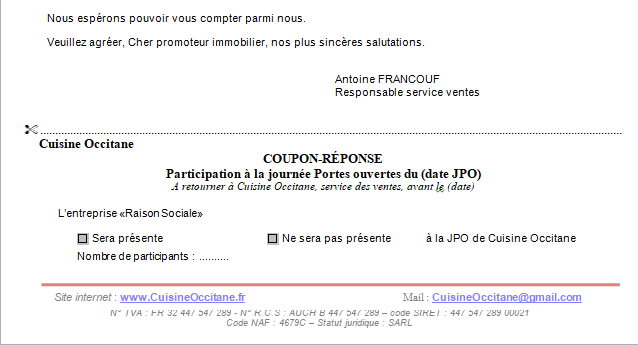 Nous espérons pouvoir vous compter parmi nous.
Veuillez agréer, Cher promoteur immobilier, nos plus sincères salutations.
Antoine FRANCOUF
Responsable service ventes
Cuisine Occitane
COUPON-RÉPONSE
Participation à la journée Portes ouvertes du (date JPO)
A retourner à Cuisine Occitane, service des ventes, avant le (date)
L'entreprise «Raison Sociale»
Sera présente Ne sera pas présente à la JPO de Cuisine Occitane
Nombre de participants : ..........
Site internet : www.CuisineOccitane.fr Mail : CuisineOccitane@gmail.com
N° TVA : FR 32 447 547 289 - N° R.C.S : AUCH B 447 547 289 – code SIRET : 447 547 289 00021
Code NAF : 4679C – Statut juridique : SARL